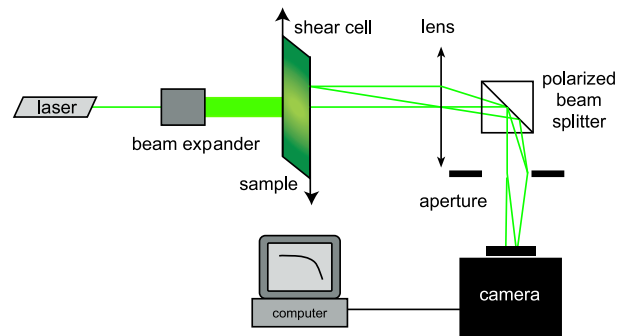 shear cell
lens
laser
polarized
beam
splitter
beam expander
sample
aperture
camera
computer